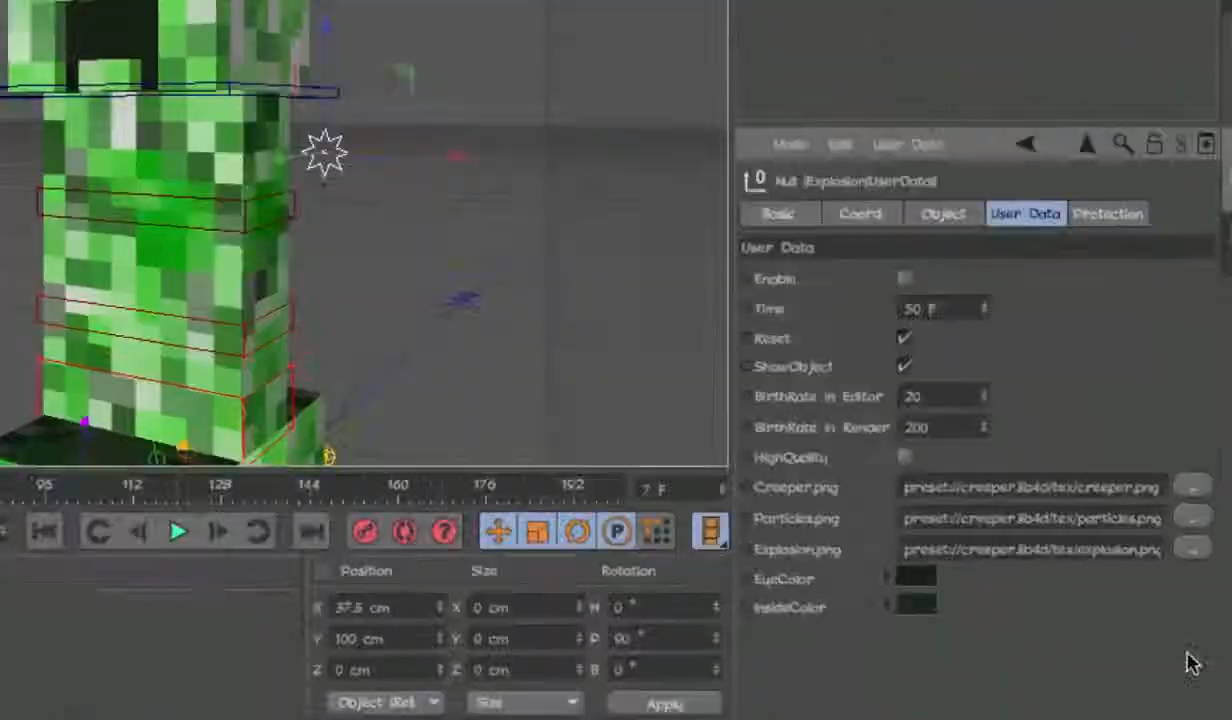 Mode Edit User Data
Null [ExplosionUserData]
Basic Coord. Object User Data Protection
User Data
Enable
Time 50 F
Reset
ShowObject
BirthRate in Editor 20
BirthRate in Render 200
HighQuality
Creeper.png preset://creeper.lib4d/tex/creeper.png ...
Particles.png preset://creeper.lib4d/tex/particles.png ...
Explosion.png preset://creeper.lib4d/tex/explosion.png ...
EyeColor
InsideColor
96 112 128 144 160 176 192 7 F
P
Position Size Rotation
X 37.5 cm X 0 cm H 0 °
Y 100 cm Y 0 cm P 90 °
Z 0 cm Z 0 cm B 0 °
Object (Rel Size Apply